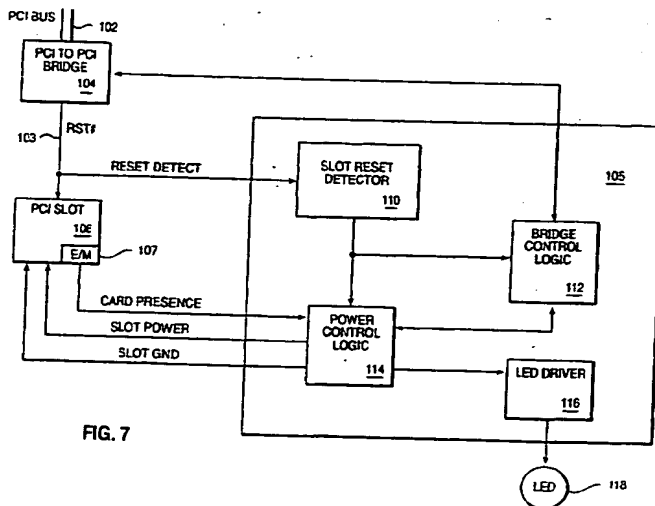 PCI BUS
102
PCI TO PCI
BRIDGE
104
103
RST#
RESET DETECT
SLOT RESET
DETECTOR
110
105
PCI SLOT
106
E/M
107
BRIDGE
CONTROL
LOGIC
112
CARD PRESENCE
SLOT POWER
SLOT GND
POWER
CONTROL
LOGIC
114
LED DRIVER
116
FIG. 7
LED
118